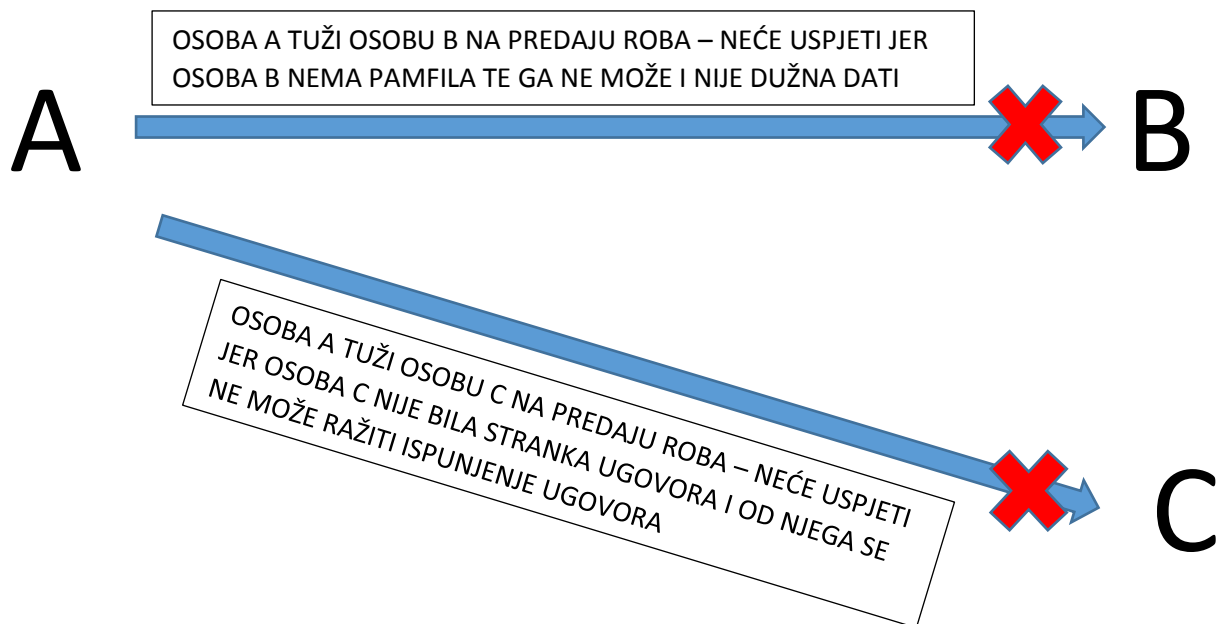 OSOBA A TUŽI OSOBU B NA PREDAJU ROBA – NEĆE USPJETI JER
OSOBA B NEMA PAMFILA TE GA NE MOŽE I NIJE DUŽNA DATI
A
B
OSOBA A TUŽI OSOBU C NA PREDAJU ROBA – NEĆE USPJETI
JER OSOBA C NIJE BILA STRANKA UGOVORA I OD NJEGA SE
NE MOŽE RAŽITI ISPUNJENJE UGOVORA
C